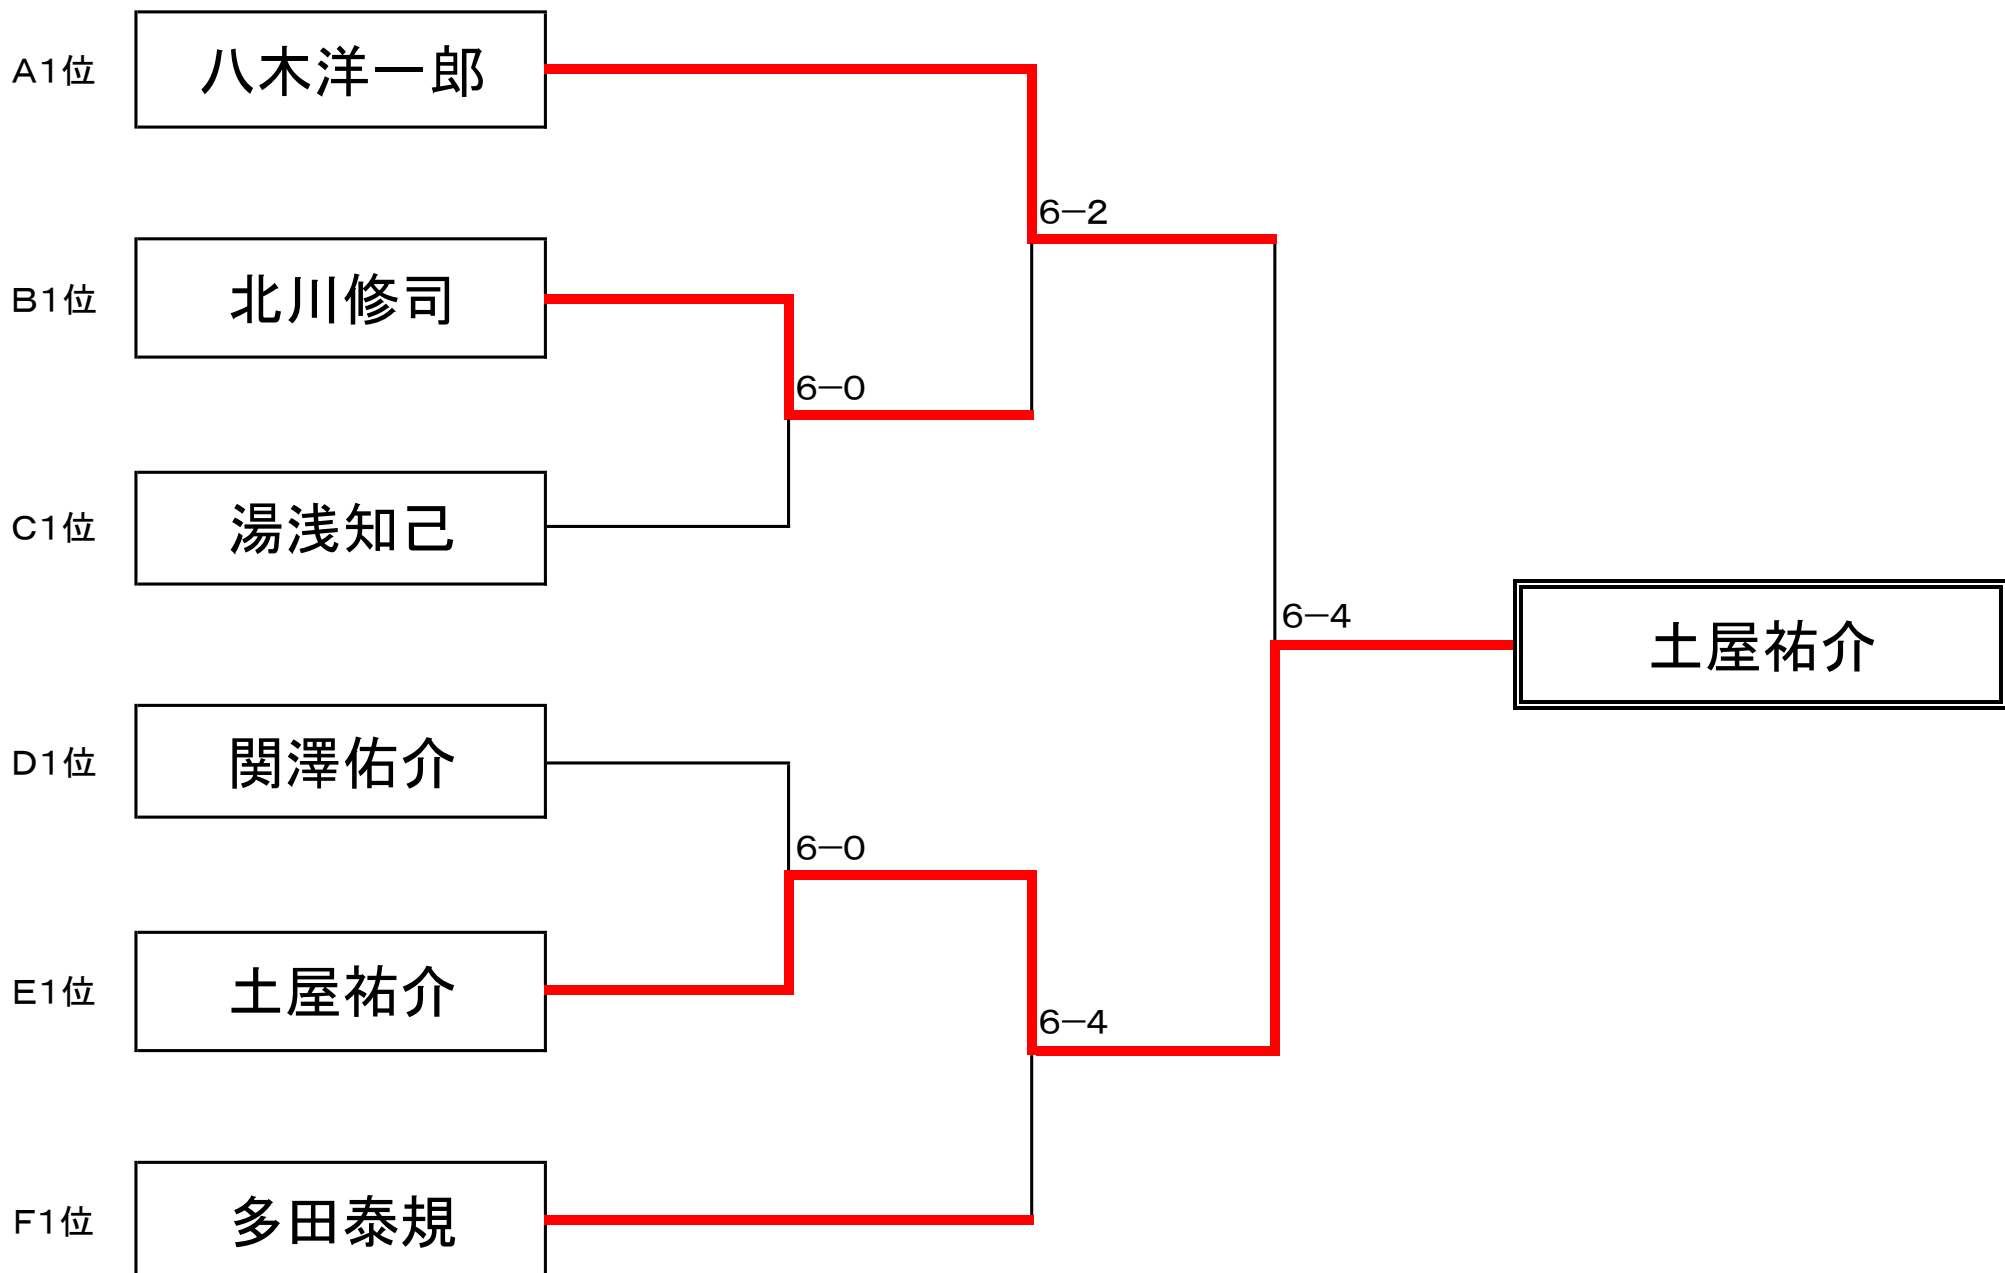 A1位 八木洋一郎
6−2
B1位 北川修司
6−0
C1位 湯浅知己
6−4
土屋祐介
D1位 関澤佑介
6−0
E1位 土屋祐介
6−4
F1位 多田泰規